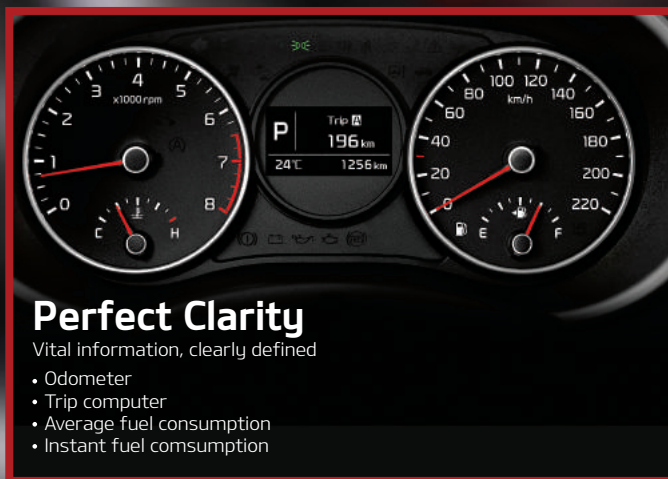 0 1 2 3 4 5 6 7 8
x1000 rpm
C H
P
Trip A
196 km
24°C 1256 km
0 20 40 60 80 100 120 140 160 180 200 220
km/h
E F
Perfect Clarity
Vital information, clearly defined
• Odometer
• Trip computer
• Average fuel consumption
• Instant fuel comsumption